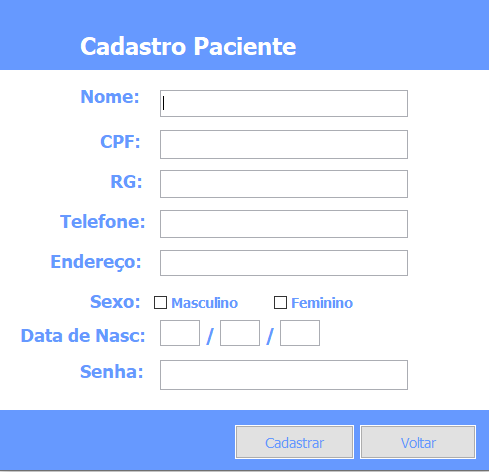 Cadastro Paciente
Nome:
CPF:
RG:
Telefone:
Endereço:
Sexo: Masculino Feminino
Data de Nasc: / /
Senha:
Cadastrar Voltar